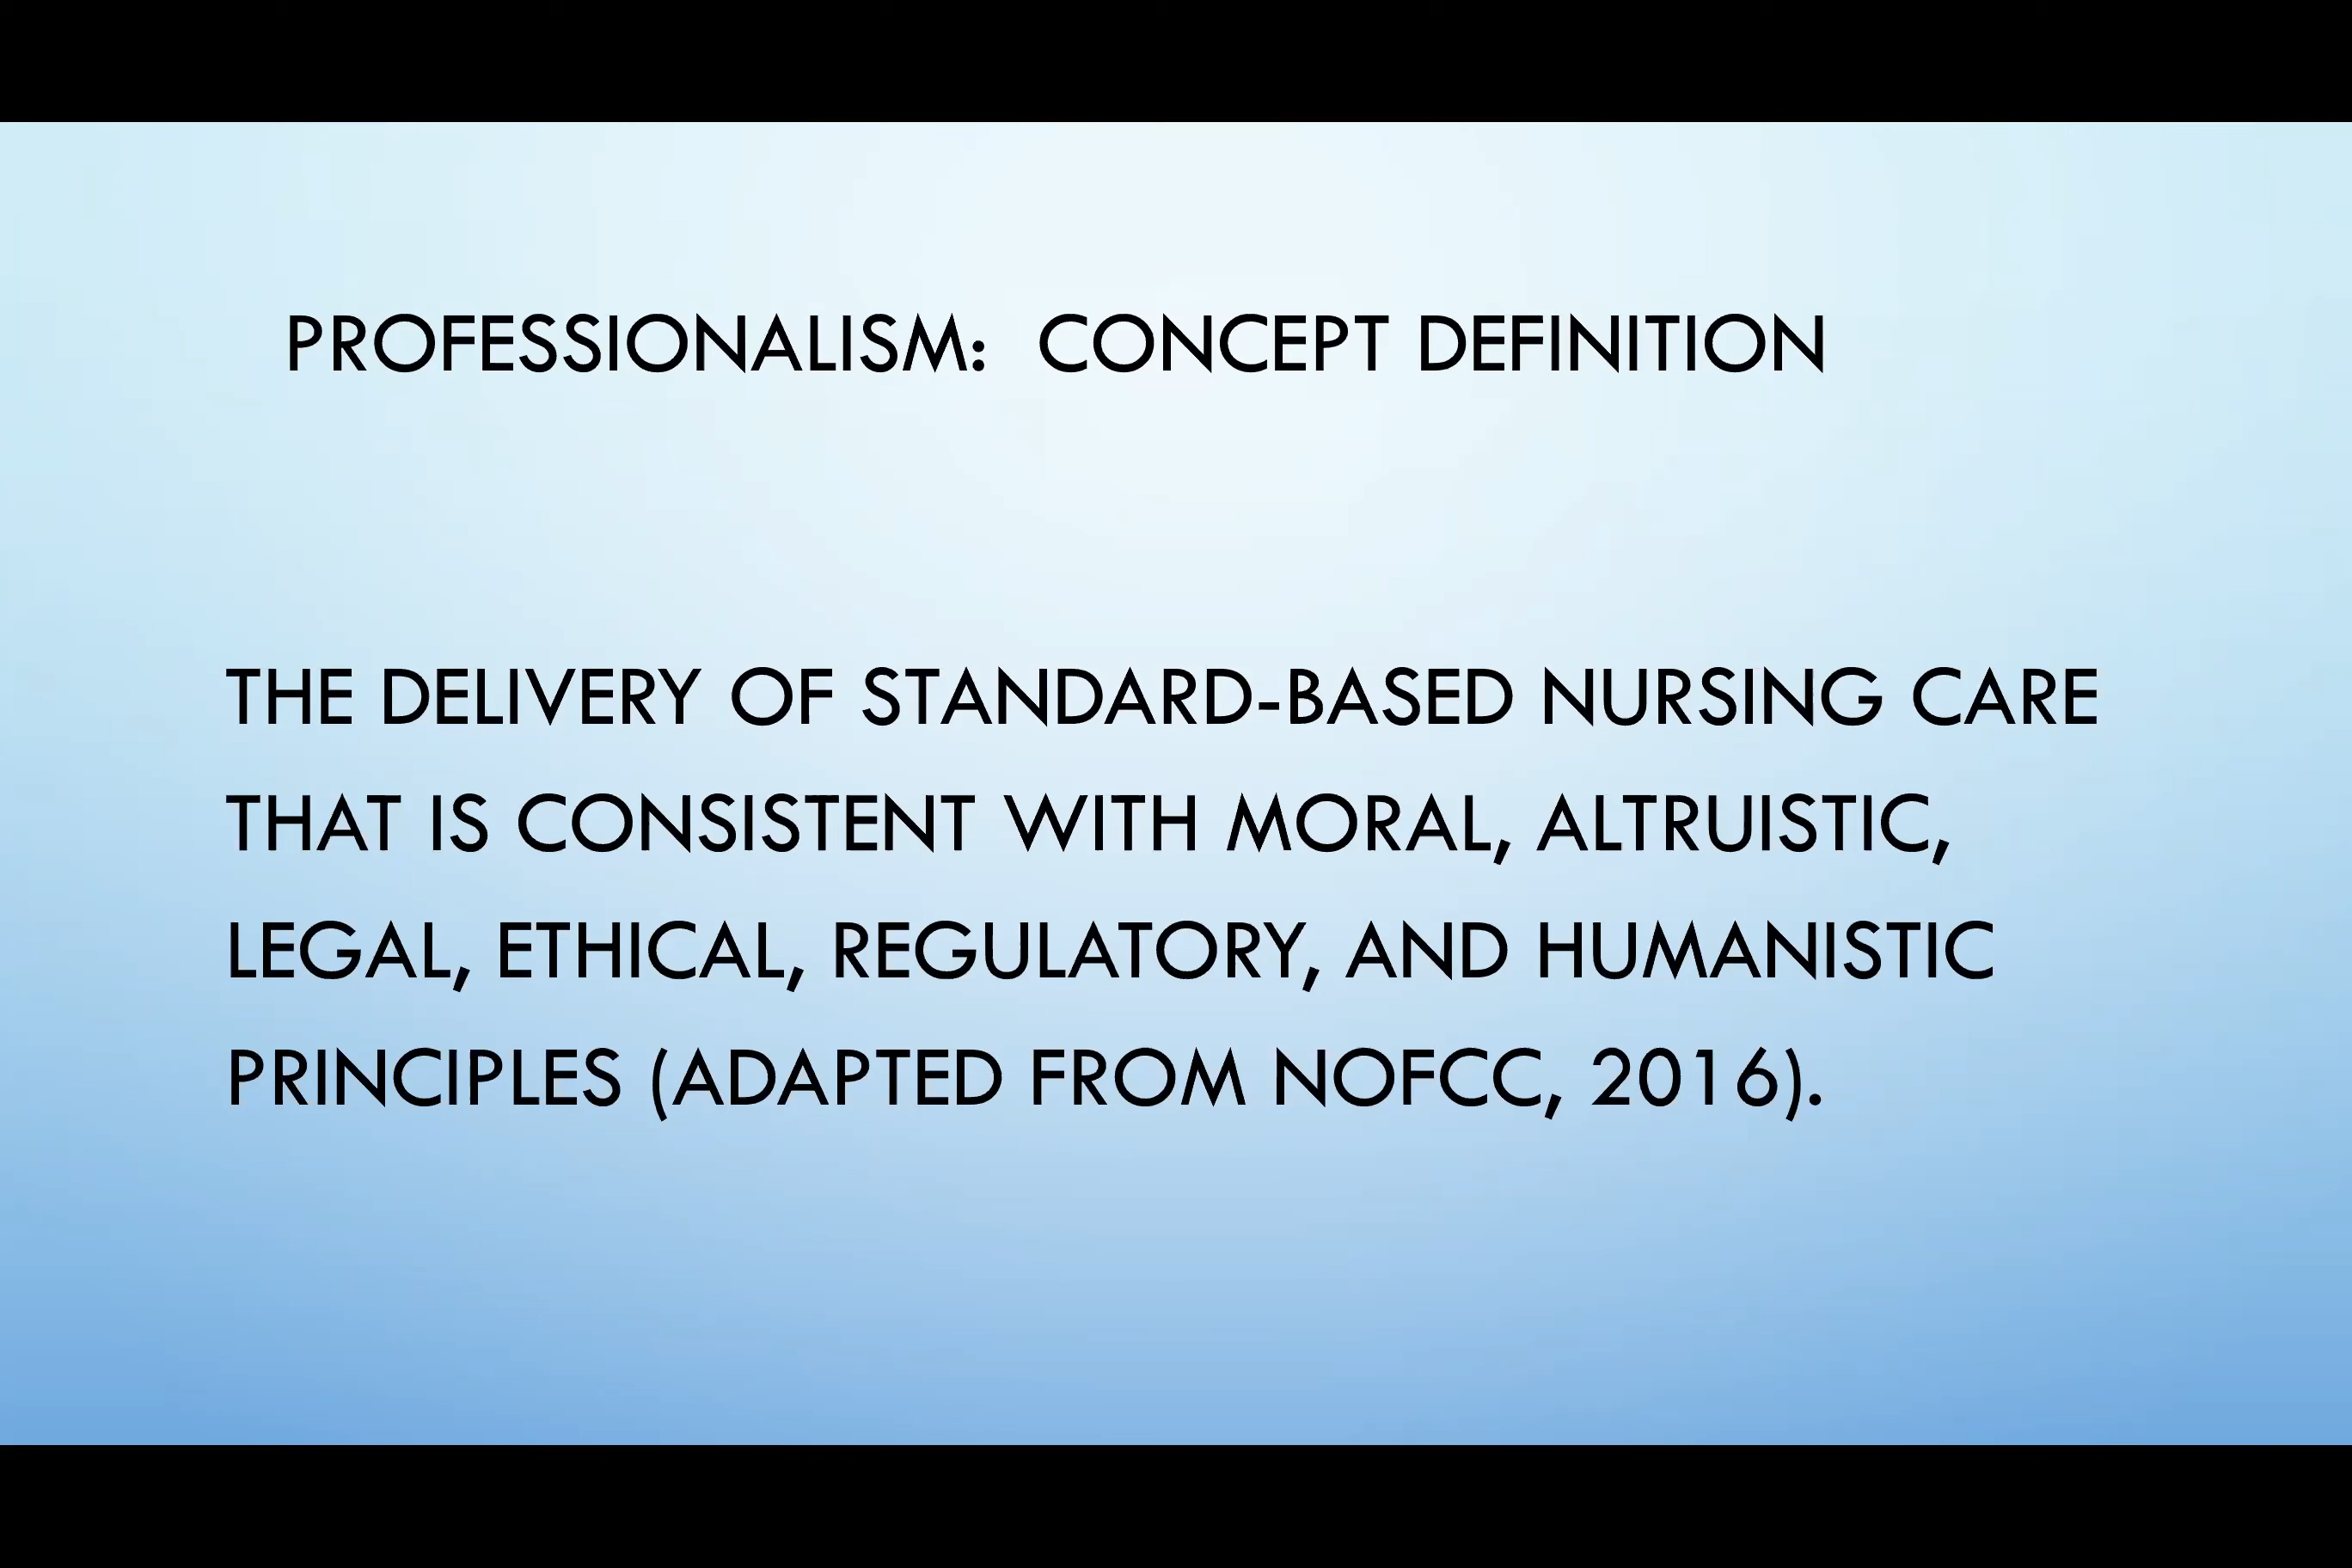 PROFESSIONALISM:  CONCEPT DEFINITION
THE DELIVERY OF STANDARD-BASED NURSING CARE
THAT IS CONSISTENT WITH MORAL, ALTRUISTIC,
LEGAL, ETHICAL, REGULATORY, AND HUMANISTIC
PRINCIPLES (ADAPTED FROM NOFCC, 2016).